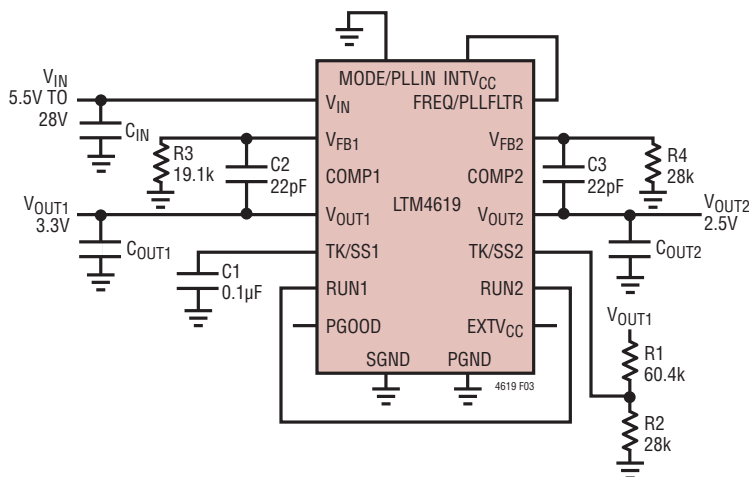 MODE/PLLIN INTVCC
VIN
5.5V TO
28V
CIN
VIN
FREQ/PLLFLTR
R3
19.1k
C2
22pF
VFB1
VFB2
C3
22pF
R4
28k
COMP1
COMP2
LTM4619
VOUT1
3.3V
VOUT1
VOUT2
VOUT2
2.5V
COUT1
COUT2
C1
0.1µF
TK/SS1
TK/SS2
RUN1
RUN2
PGOOD
EXTVCC
VOUT1
R1
60.4k
SGND
PGND
4619 F03
R2
28k